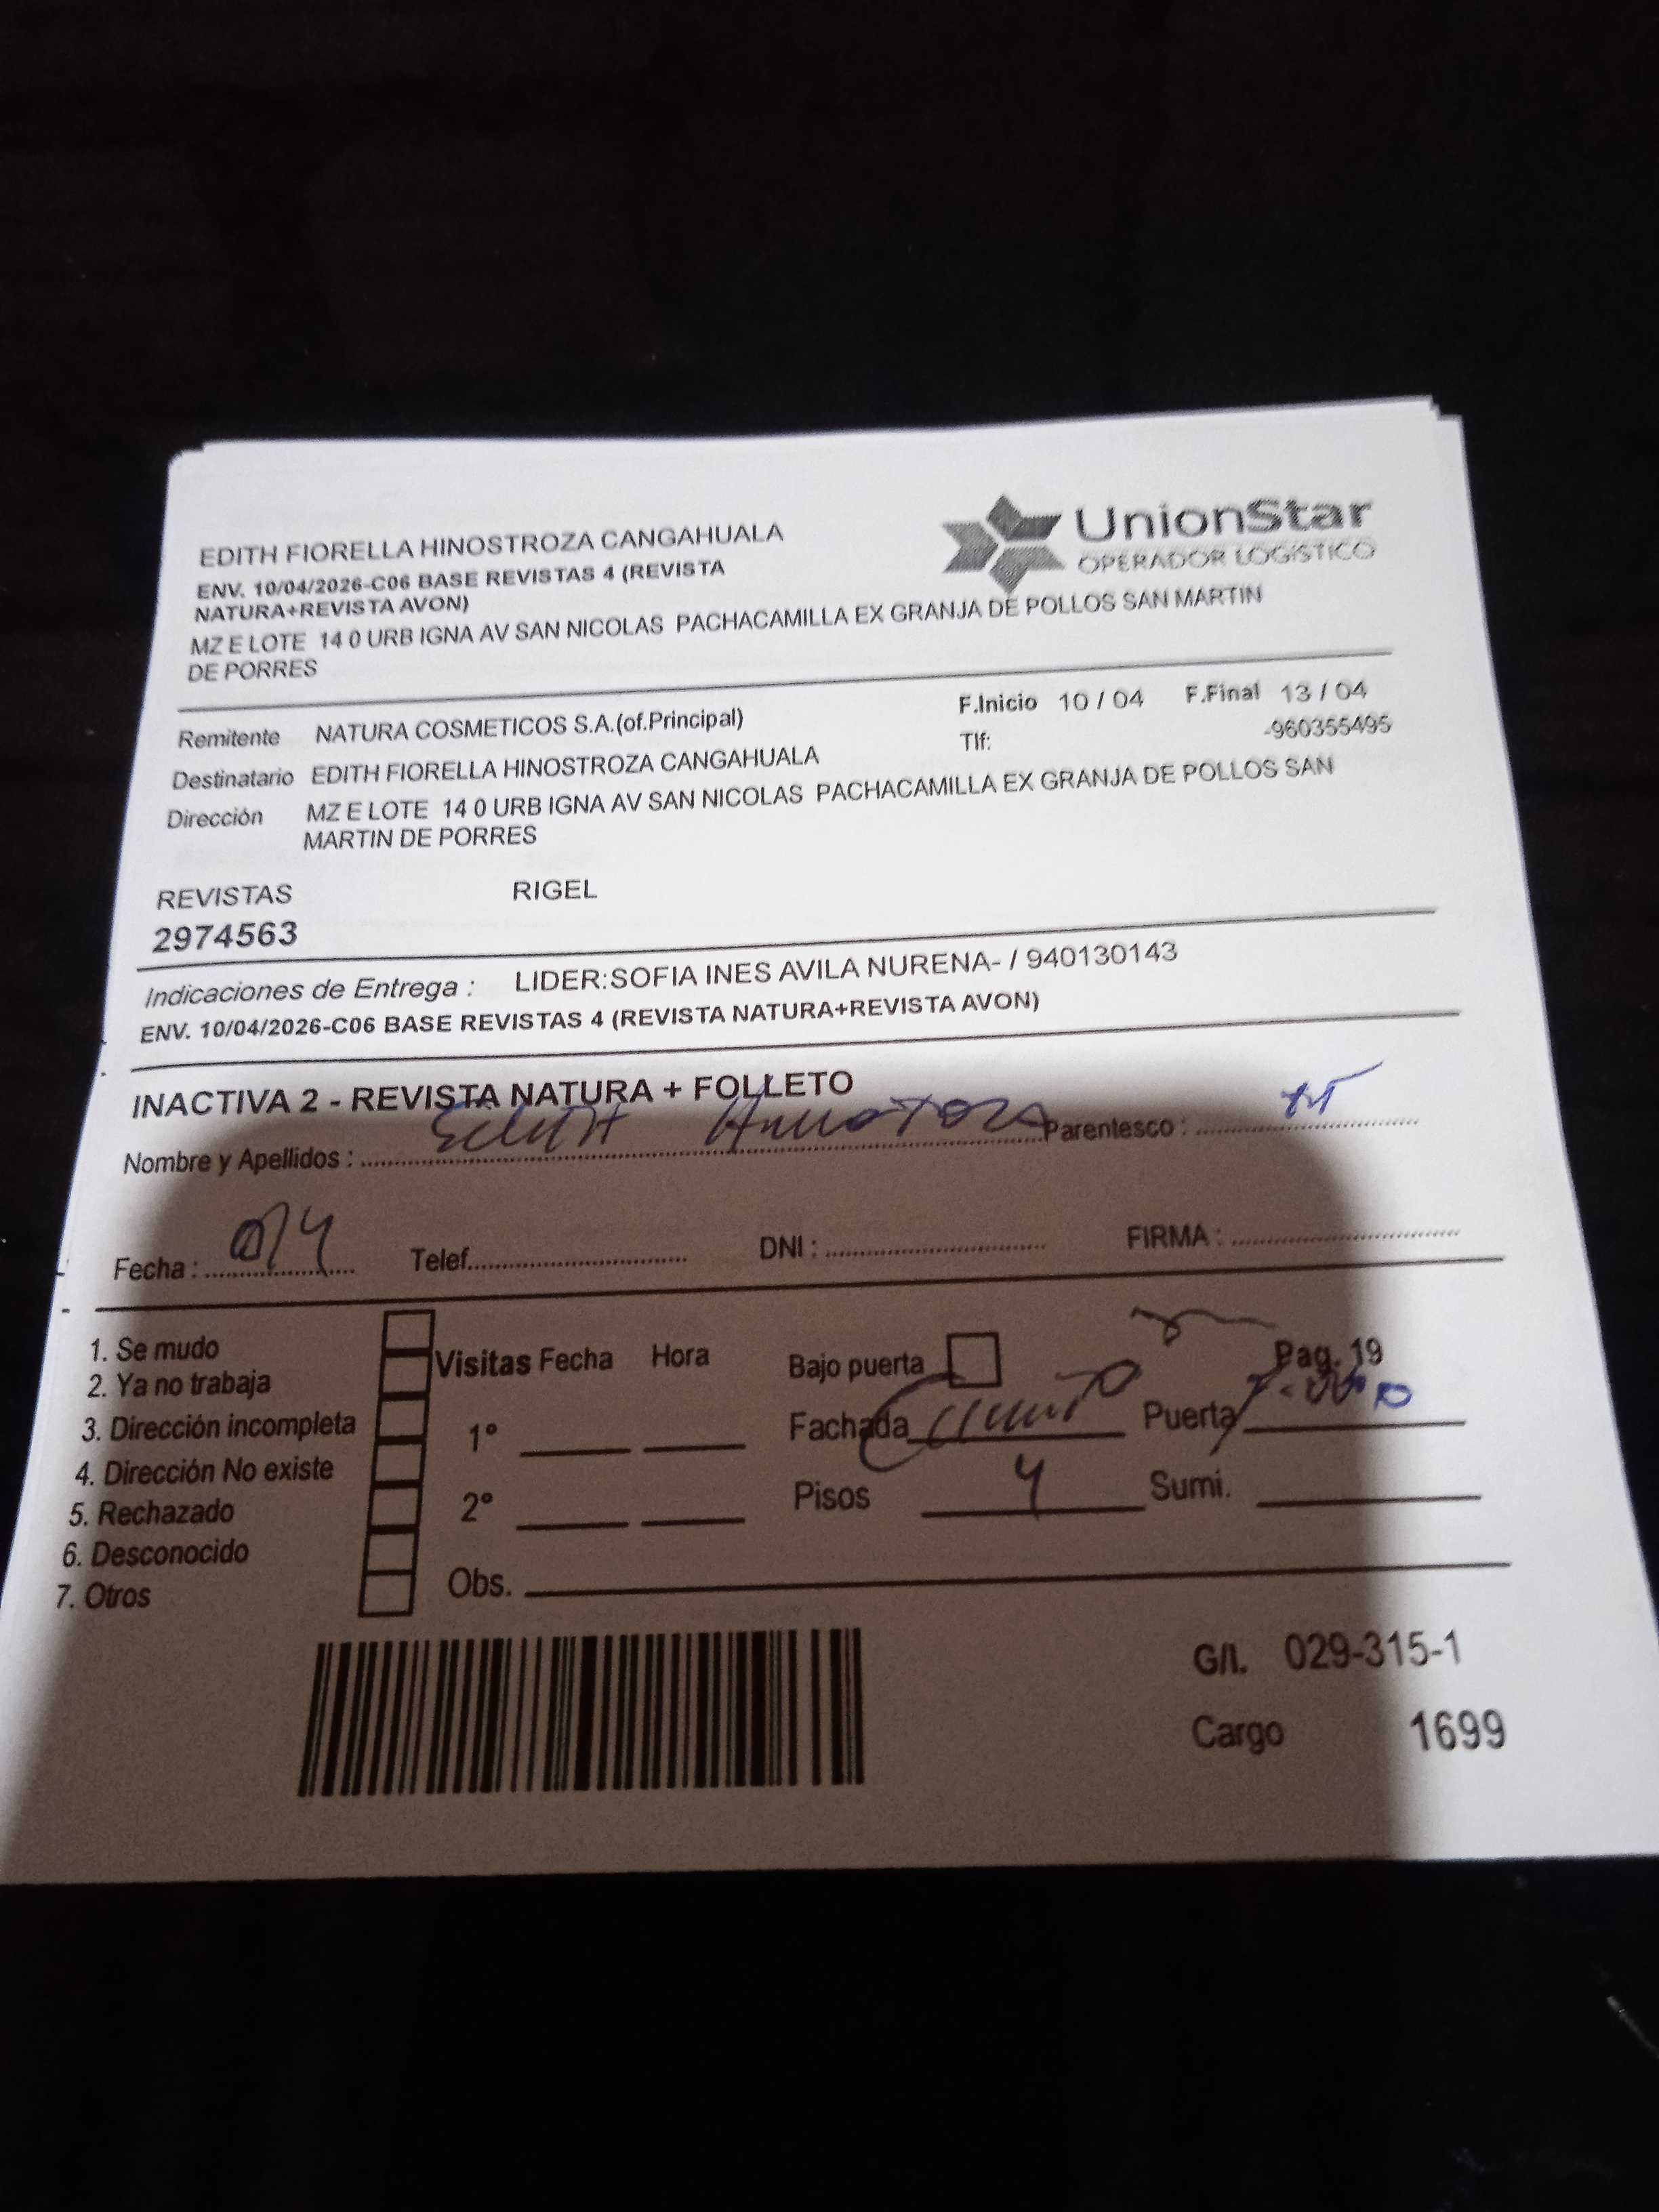 EDITH FIORELLA HINOSTROZA CANGAHUALA
UnionStar
OPERADOR LOGÍSTICO
ENV. 10/04/2026-C06 BASE REVISTAS 4 (REVISTA
NATURA+REVISTA AVON)
MZ E LOTE 14 0 URB IGNA AV SAN NICOLAS PACHACAMILLA EX GRANJA DE POLLOS SAN MARTIN
DE PORRES
Remitente NATURA COSMETICOS S.A.(of.Principal) F.Inicio 10 / 04 F.Final 13 / 04
Tlf: -960355495
Destinatario EDITH FIORELLA HINOSTROZA CANGAHUALA
Dirección MZ E LOTE 14 0 URB IGNA AV SAN NICOLAS PACHACAMILLA EX GRANJA DE POLLOS SAN
MARTIN DE PORRES
REVISTAS RIGEL
2974563
Indicaciones de Entrega : LIDER:SOFIA INES AVILA NURENA- / 940130143
ENV. 10/04/2026-C06 BASE REVISTAS 4 (REVISTA NATURA+REVISTA AVON)
INACTIVA 2 - REVISTA NATURA + FOLLETO
Nombre y Apellidos : Edith Parentesco :
Fecha : Telef. DNI : FIRMA :
1. Se mudo
2. Ya no trabaja
3. Dirección incompleta
4. Dirección No existe
5. Rechazado
6. Desconocido
7. Otros
Visitas Fecha Hora
1°
2°
Obs.
Bajo puerta Pag. 19
Fachada Puerta
Pisos 4 Sumi.
G/I. 029-315-1
Cargo 1699